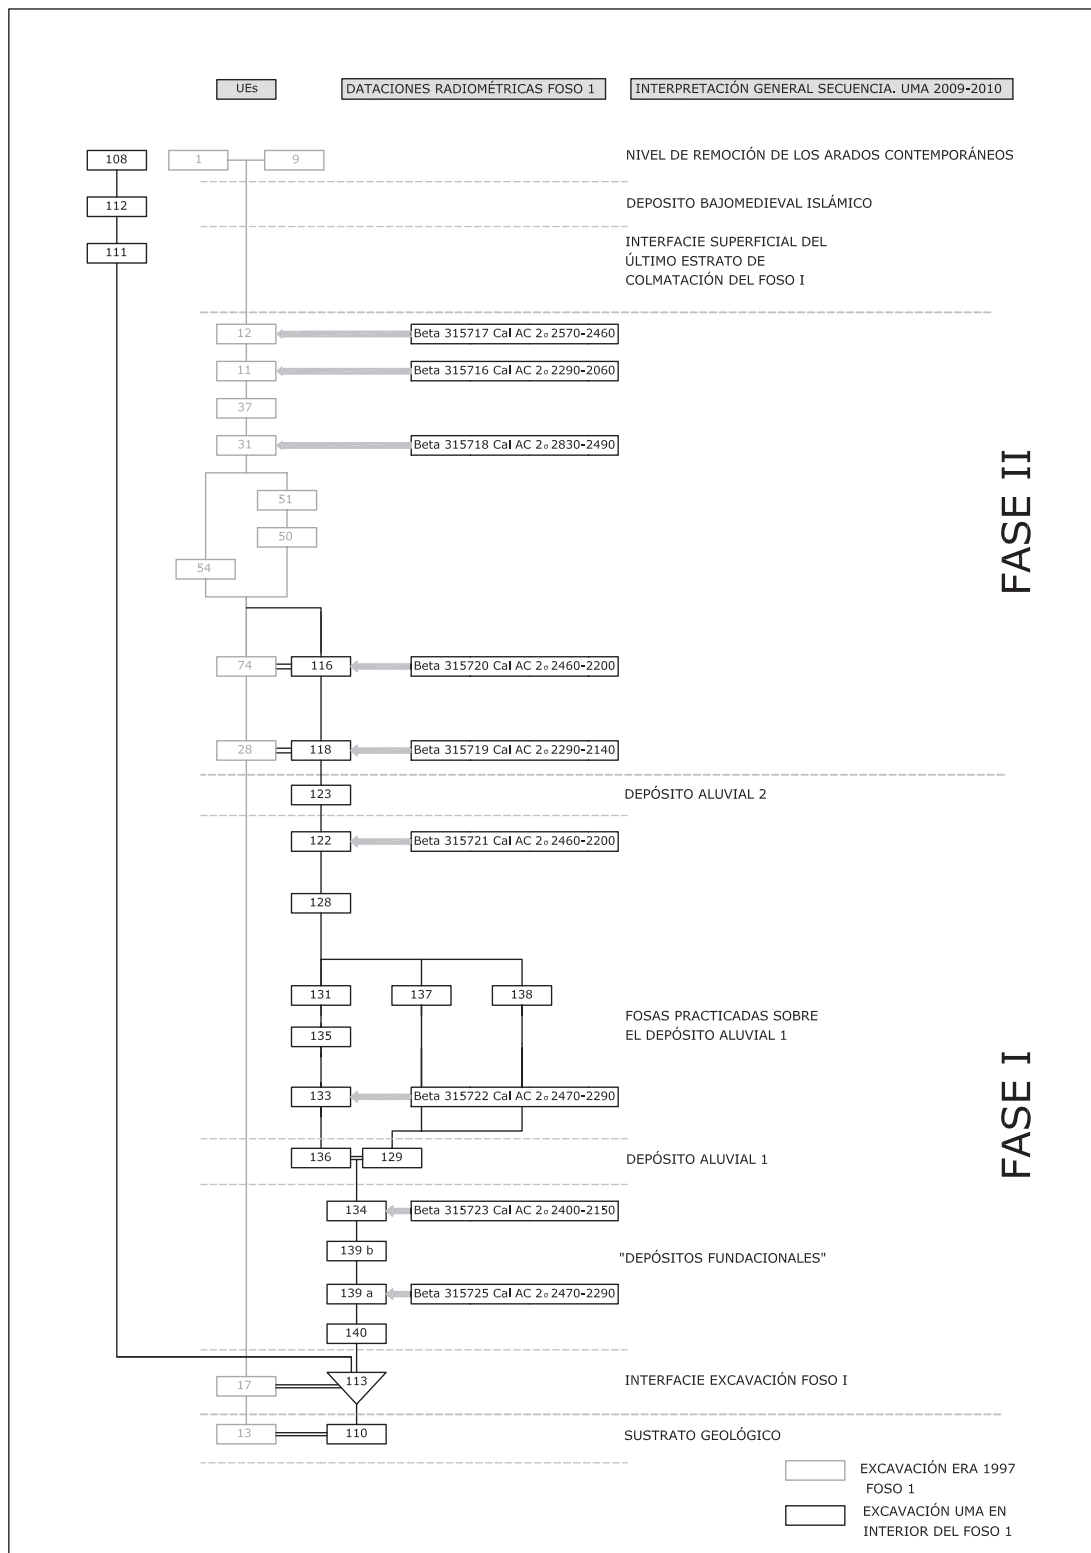 UEs
DATACIONES RADIOMÉTRICAS FOSO 1
INTERPRETACIÓN GENERAL SECUENCIA. UMA 2009-2010
108
1
9
NIVEL DE REMOCIÓN DE LOS ARADOS CONTEMPORÁNEOS
112
DEPOSITO BAJOMEDIEVAL ISLÁMICO
111
INTERFACIE SUPERFICIAL DEL
ÚLTIMO ESTRATO DE
COLMATACIÓN DEL FOSO I
12
Beta 315717 Cal AC 2σ 2570-2460
11
Beta 315716 Cal AC 2σ 2290-2060
37
31
Beta 315718 Cal AC 2σ 2830-2490
51
50
54
FASE II
74
116
Beta 315720 Cal AC 2σ 2460-2200
28
118
Beta 315719 Cal AC 2σ 2290-2140
123
DEPÓSITO ALUVIAL 2
122
Beta 315721 Cal AC 2σ 2460-2200
128
131
137
138
FOSAS PRACTICADAS SOBRE
EL DEPÓSITO ALUVIAL 1
135
133
Beta 315722 Cal AC 2σ 2470-2290
FASE I
136
129
DEPÓSITO ALUVIAL 1
134
Beta 315723 Cal AC 2σ 2400-2150
139 b
"DEPÓSITOS FUNDACIONALES"
139 a
Beta 315725 Cal AC 2σ 2470-2290
140
17
113
INTERFACIE EXCAVACIÓN FOSO I
13
110
SUSTRATO GEOLÓGICO
EXCAVACIÓN ERA 1997
FOSO 1
EXCAVACIÓN UMA EN
INTERIOR DEL FOSO 1